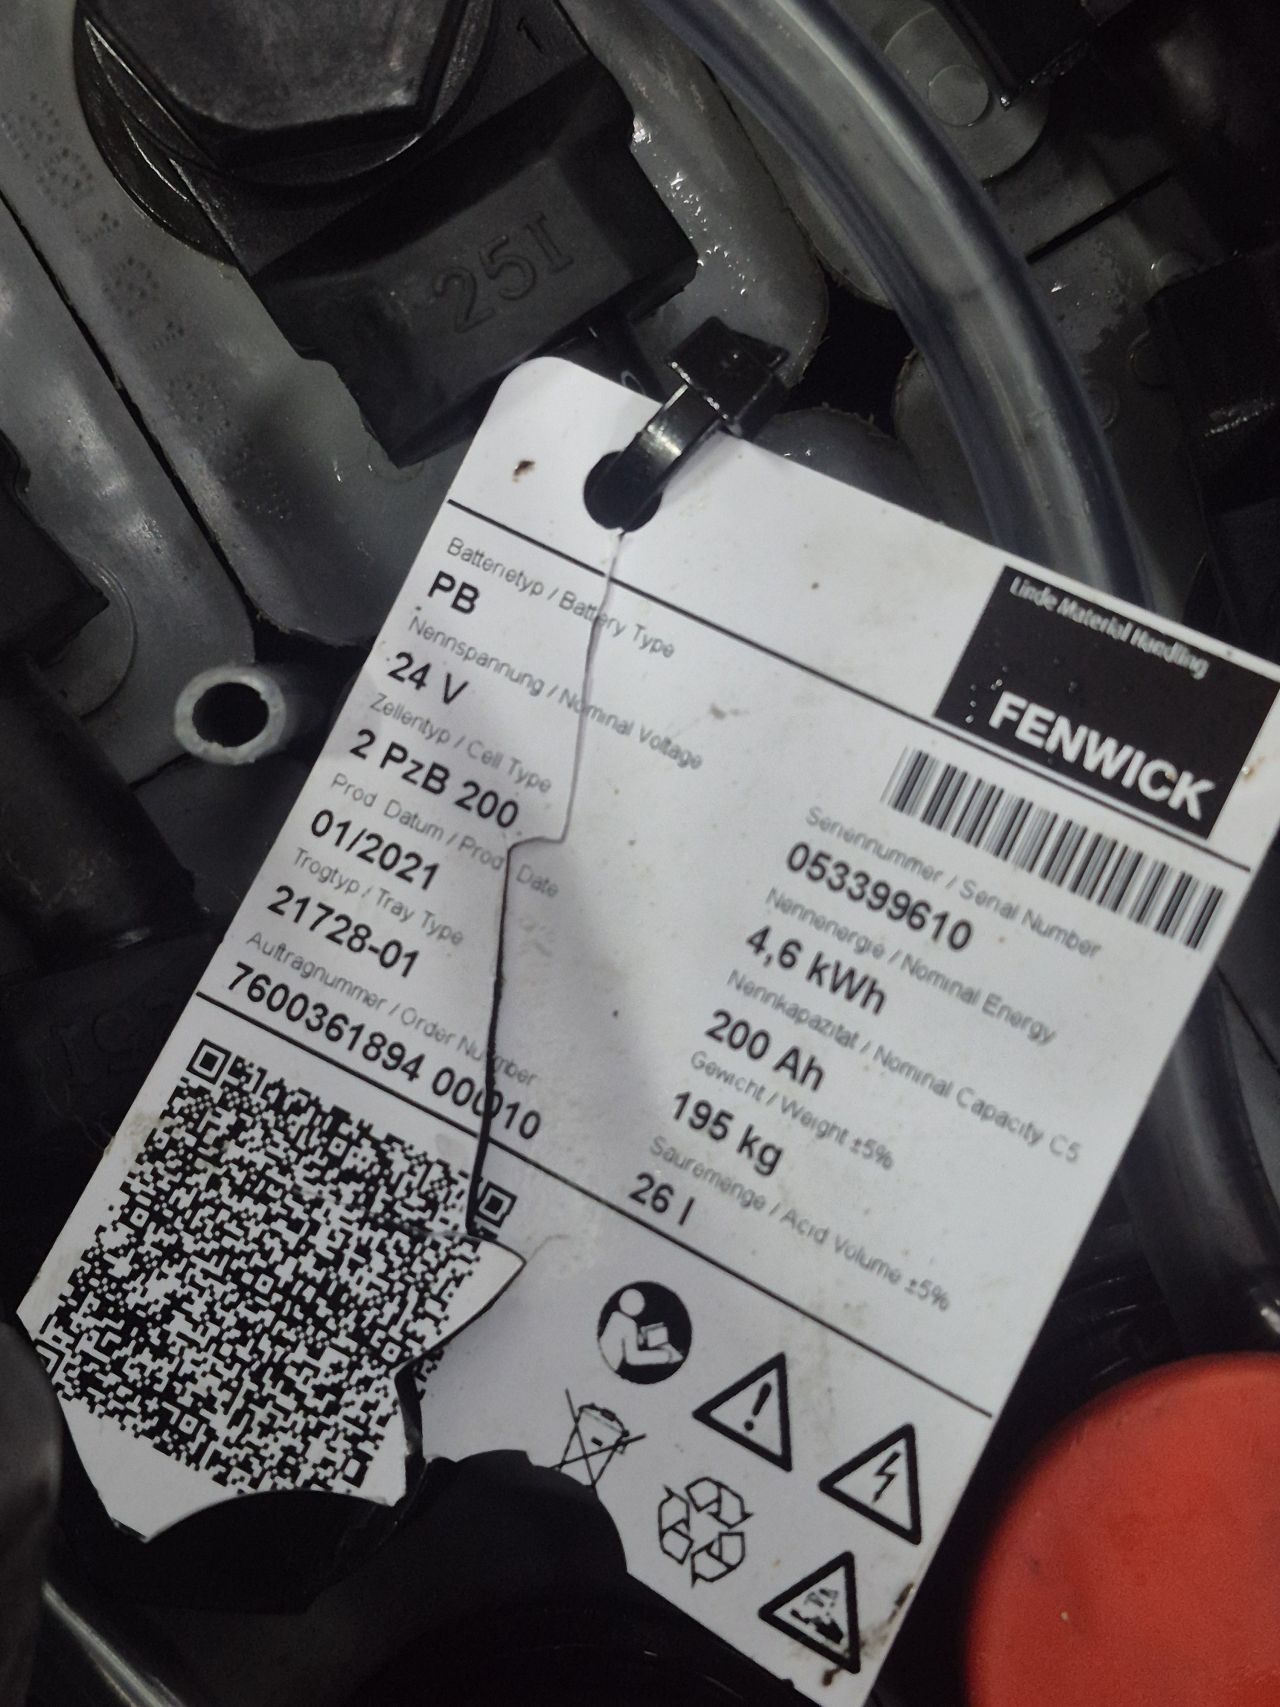 25I
Linde Material Handling
FENWICK
Batterietyp / Battery Type
PB
Nennspannung / Nominal Voltage
24 V
Zellentyp / Cell Type
2 PzB 200
Prod. Datum / Prod. Date
01/2021
Trogtyp / Tray Type
21728-01
Auftragnummer / Order Number
7600361894 000010
Seriennummer / Serial Number
053399610
Nennenergie / Nominal Energy
4,6 kWh
Nennkapazität / Nominal Capacity C5
200 Ah
Gewicht / Weight ±5%
195 kg
Säuremenge / Acid Volume ±5%
26 l